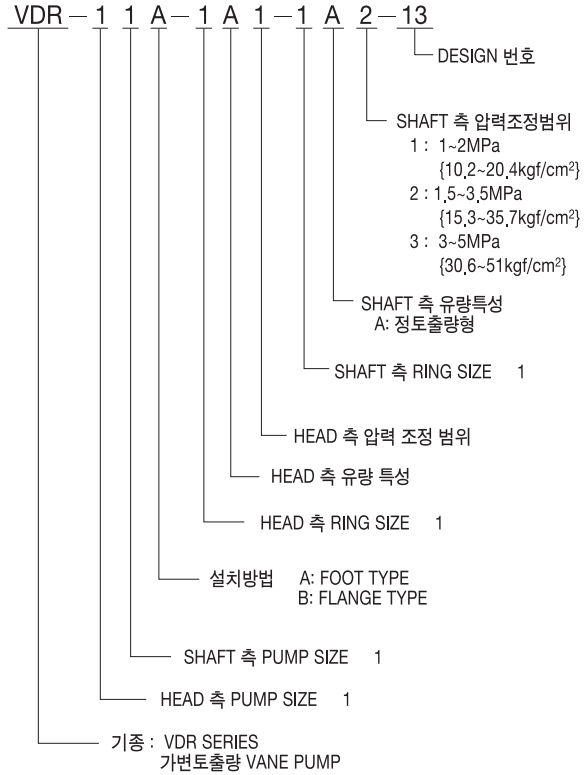 VDR-1 1 A-1 A 1-1 A 2-13
DESIGN 번호
SHAFT 측 압력조정범위
1 : 1~2MPa
{10.2~20.4kgf/cm²}
2 : 1.5~3.5MPa
{15.3~35.7kgf/cm²}
3 : 3~5MPa
{30.6~51kgf/cm²}
SHAFT 측 유량특성
A: 정토출량형
SHAFT 측 RING SIZE 1
HEAD 측 압력 조정 범위
HEAD 측 유량 특성
HEAD 측 RING SIZE 1
설치방법 A: FOOT TYPE
B: FLANGE TYPE
SHAFT 측 PUMP SIZE 1
HEAD 측 PUMP SIZE 1
기종 : VDR SERIES
가변토출량 VANE PUMP